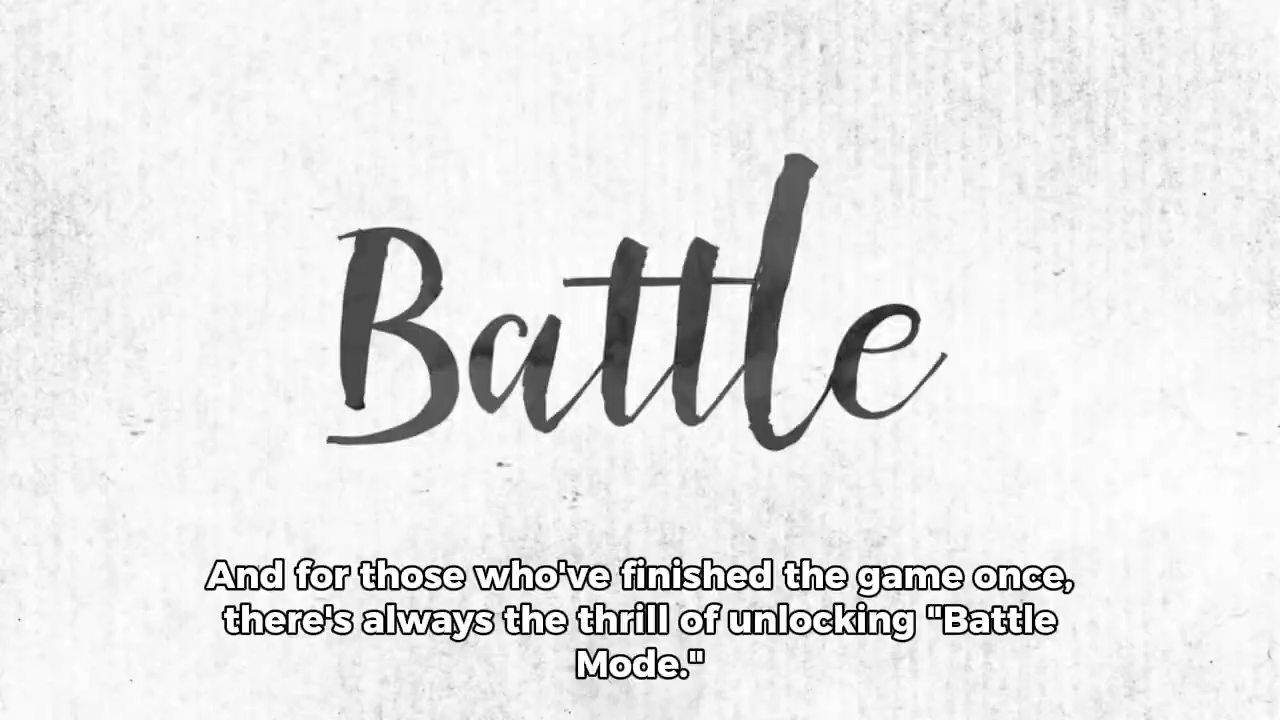 Battle
And for those who've finished the game once,
there's always the thrill of unlocking "Battle
Mode."